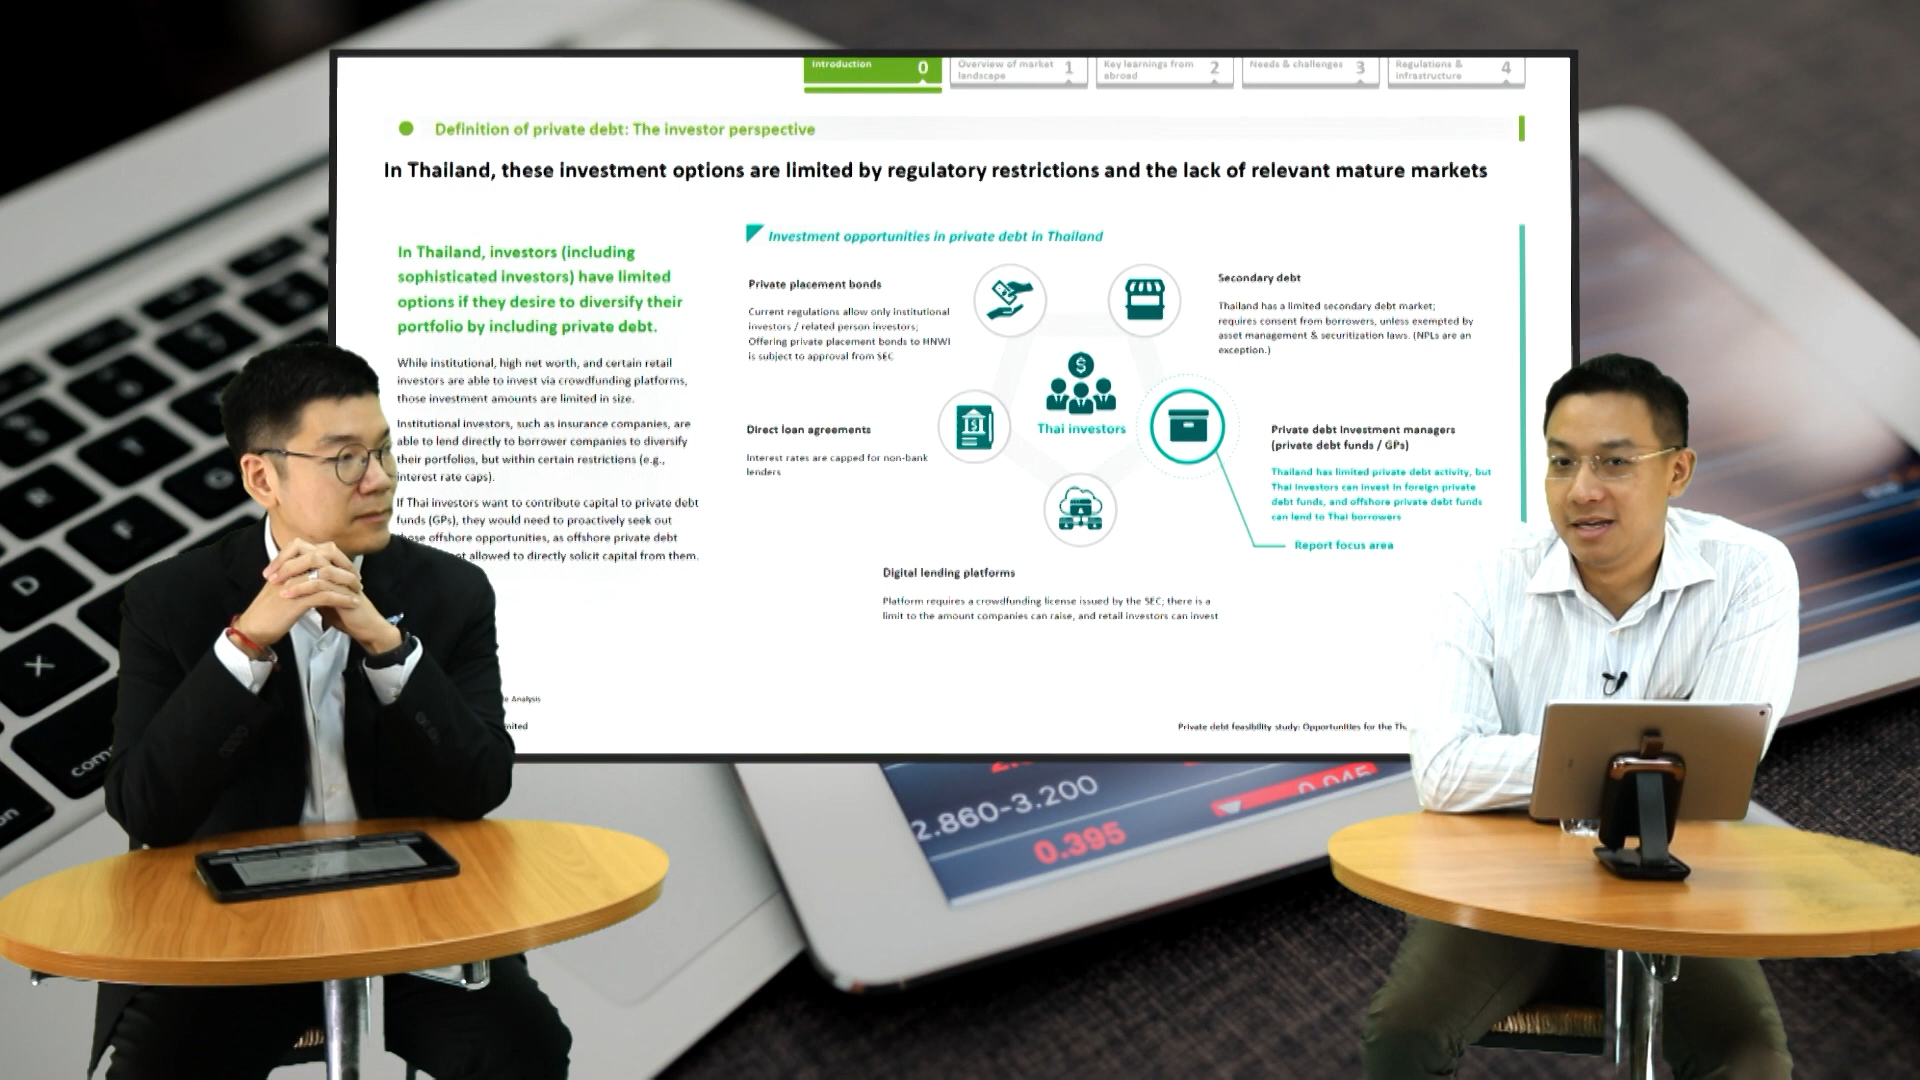 Introduction 0
Overview of market landscape 1
Key learnings from abroad 2
Needs & challenges 3
Regulations & infrastructure 4
Definition of private debt: The investor perspective
In Thailand, these investment options are limited by regulatory restrictions and the lack of relevant mature markets
In Thailand, investors (including
sophisticated investors) have limited
options if they desire to diversify their
portfolio by including private debt.
While institutional, high net worth, and certain retail
investors are able to invest via crowdfunding platforms,
those investment amounts are limited in size.
Institutional investors, such as insurance companies, are
able to lend directly to borrower companies to diversify
their portfolios, but within certain restrictions (e.g.,
interest rate caps).
If Thai investors want to contribute capital to private debt
funds (GPs), they would need to proactively seek out
offshore opportunities, as offshore private debt
allowed to directly solicit capital from them.
Investment opportunities in private debt in Thailand
Private placement bonds
Current regulations allow only institutional
investors / related person investors;
Offering private placement bonds to HNWI
is subject to approval from SEC
Secondary debt
Thailand has a limited secondary debt market;
requires consent from borrowers, unless exempted by
asset management & securitization laws. (NPLs are an
exception.)
Thai investors
Direct loan agreements
Interest rates are capped for non-bank
lenders
Private debt investment managers
(private debt funds / GPs)
Thailand has limited private debt activity, but
Thai investors can invest in foreign private
debt funds, and offshore private debt funds
can lend to Thai borrowers
Report focus area
Digital lending platforms
Platform requires a crowdfunding license issued by the SEC; there is a
limit to the amount companies can raise, and retail investors can invest
Analysis
Private debt feasibility study: Opportunities for the
R
F
D
X
2.860-3.200
0.395
0.045